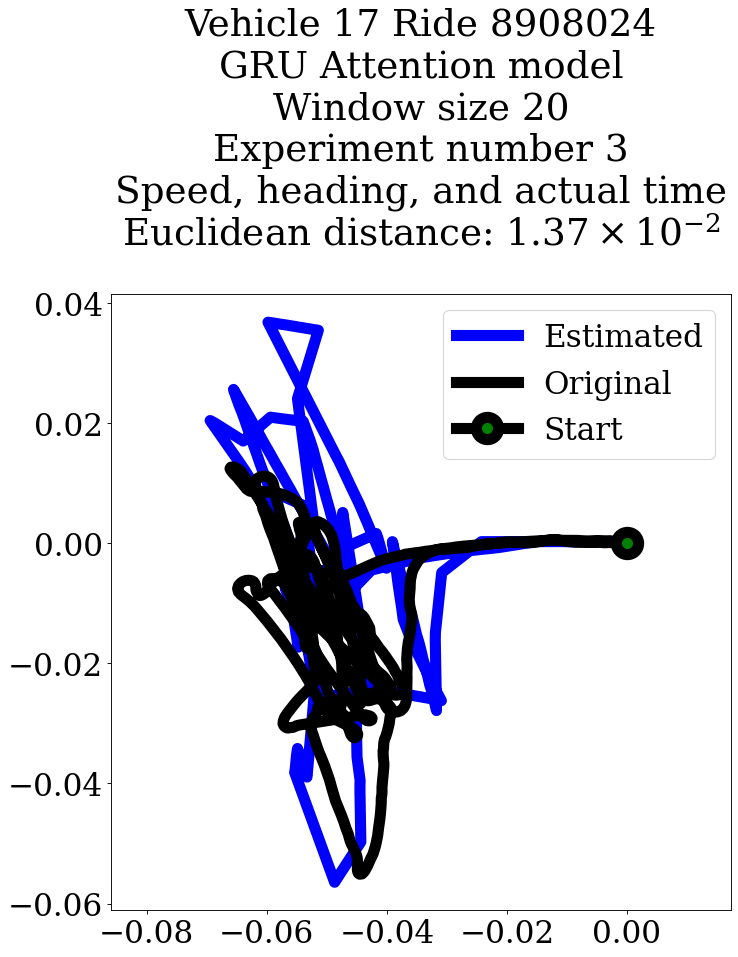 Vehicle 17 Ride 8908024
GRU Attention model
Window size 20
Experiment number 3
Speed, heading, and actual time
Euclidean distance: 1.37 × 10⁻²
Estimated
Original
Start
0.04
0.02
0.00
−0.02
−0.04
−0.06
−0.08 −0.06 −0.04 −0.02 0.00